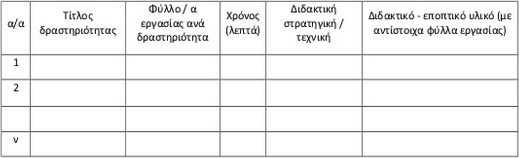 α/α
Τίτλος
δραστηριότητας
Φύλλο / α
εργασίας ανά
δραστηριότητα
Χρόνος
(λεπτά)
Διδακτική
στρατηγική /
τεχνική
Διδακτικό - εποπτικό υλικό (με
αντίστοιχα φύλλα εργασίας)
1
2
ν